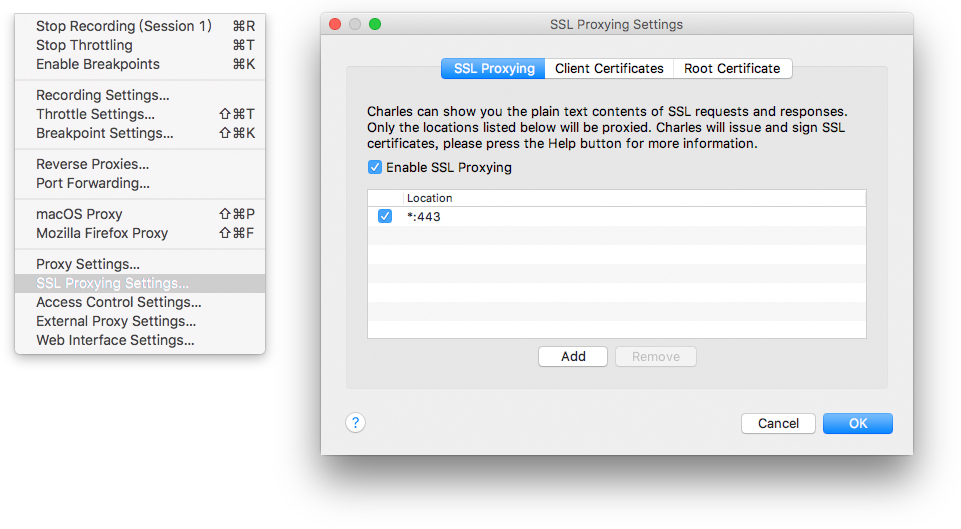 Stop Recording (Session 1) ⌘R
Stop Throttling ⌘T
Enable Breakpoints ⌘K
Recording Settings...
Throttle Settings... ⇧⌘T
Breakpoint Settings... ⇧⌘K
Reverse Proxies...
Port Forwarding...
macOS Proxy ⇧⌘P
Mozilla Firefox Proxy ⇧⌘F
Proxy Settings...
SSL Proxying Settings...
Access Control Settings...
External Proxy Settings...
Web Interface Settings...
SSL Proxying Settings
SSL Proxying Client Certificates Root Certificate
Charles can show you the plain text contents of SSL requests and responses.
Only the locations listed below will be proxied. Charles will issue and sign SSL
certificates, please press the Help button for more information.
Enable SSL Proxying
Location
*:443
Add Remove
? Cancel OK